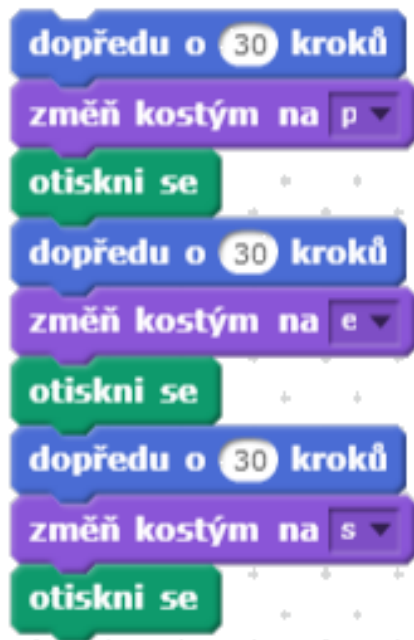 dopředu o 30 kroků
změň kostým na p
otiskni se
dopředu o 30 kroků
změň kostým na e
otiskni se
dopředu o 30 kroků
změň kostým na s
otiskni se